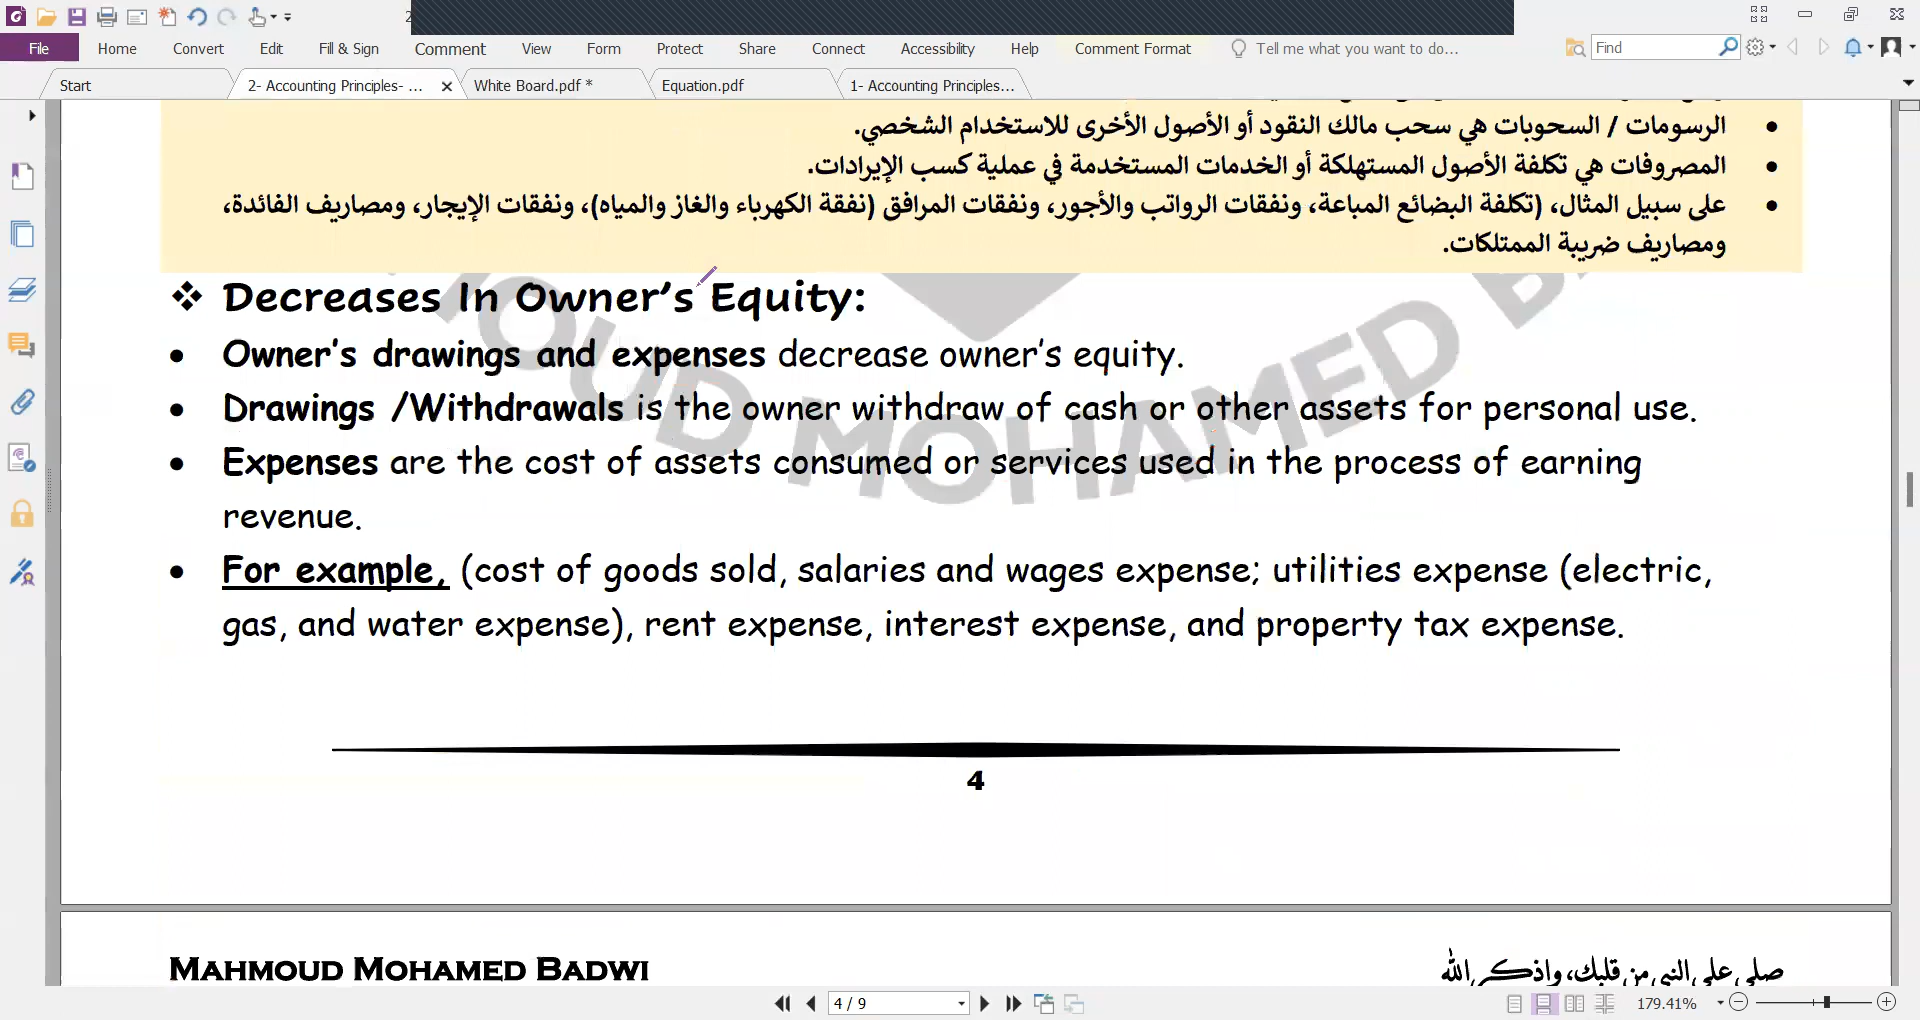 File Home Convert Edit Fill & Sign Comment View Form Protect Share Connect Accessibility Help Comment Format Tell me what you want to do... Find
Start 2- Accounting Principles- ... White Board.pdf * Equation.pdf 1- Accounting Principles...
الرسومات / السحوبات هي سحب مالك النقود أو الأصول الأخرى للاستخدام الشخصي.
المصروفات هي تكلفة الأصول المستهلكة أو الخدمات المستخدمة في عملية كسب الإيرادات.
على سبيل المثال، (تكلفة البضائع المباعة، ونفقات الرواتب والأجور، ونفقات المرافق (نفقة الكهرباء والغاز والمياه)، ونفقات الإيجار، ومصاريف الفائدة،
ومصاريف ضريبة الممتلكات.
❖ Decreases In Owner's Equity:
• Owner's drawings and expenses decrease owner's equity.
• Drawings /Withdrawals is the owner withdraw of cash or other assets for personal use.
• Expenses are the cost of assets consumed or services used in the process of earning
revenue.
• For example, (cost of goods sold, salaries and wages expense; utilities expense (electric,
gas, and water expense), rent expense, interest expense, and property tax expense.
4
MAHMOUD MOHAMED BADWI
صلي على النبي من قلبك، واذكر الله
4 / 9
179.41%